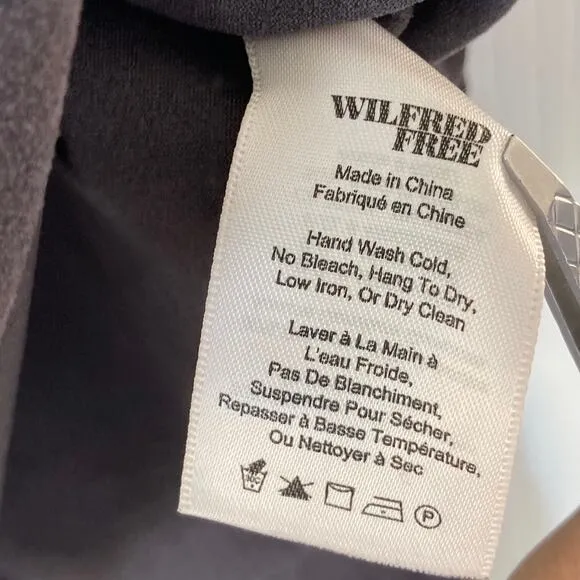 WILFRED
FREE
Made in China
Fabriqué en Chine
Hand Wash Cold,
No Bleach, Hang To Dry,
Low Iron, Or Dry Clean
Laver à La Main à
L'eau Froide,
Pas De Blanchiment,
Suspendre Pour Sécher,
Repasser à Basse Température,
Ou Nettoyer à Sec
30C
P